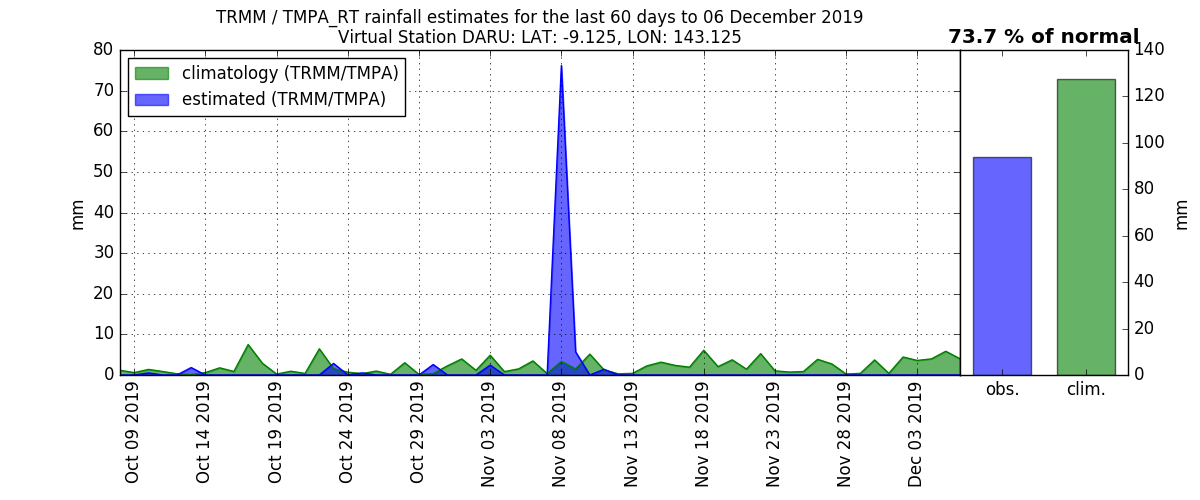 TRMM / TMPA_RT rainfall estimates for the last 60 days to 06 December 2019
Virtual Station DARU: LAT: -9.125, LON: 143.125
73.7 % of normal
climatology (TRMM/TMPA)
estimated (TRMM/TMPA)
mm
80
70
60
50
40
30
20
10
0
Oct 09 2019
Oct 14 2019
Oct 19 2019
Oct 24 2019
Oct 29 2019
Nov 03 2019
Nov 08 2019
Nov 13 2019
Nov 18 2019
Nov 23 2019
Nov 28 2019
Dec 03 2019
140
120
100
80
60
40
20
0
mm
obs.
clim.